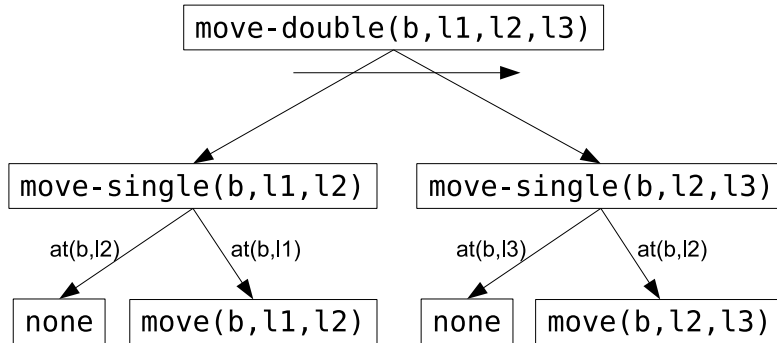 move-double(b,l1,l2,l3)
move-single(b,l1,l2) move-single(b,l2,l3)
at(b,l2) at(b,l1) at(b,l3) at(b,l2)
none move(b,l1,l2) none move(b,l2,l3)